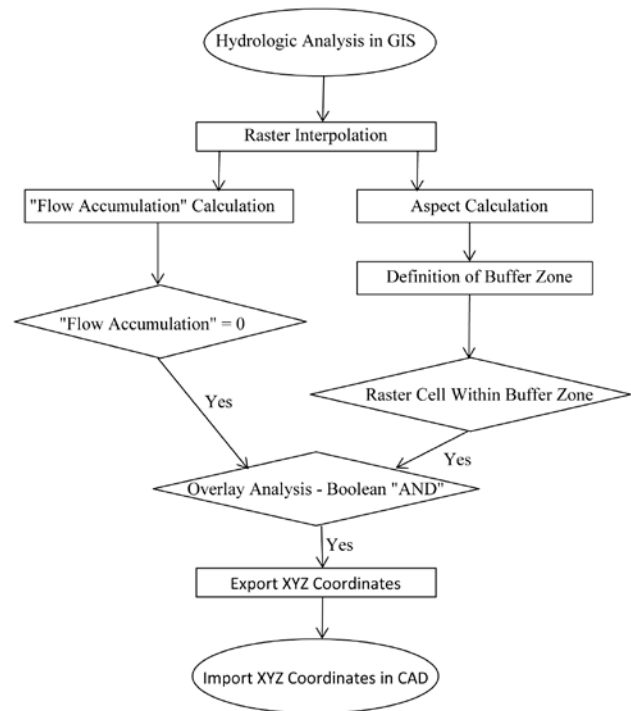 Hydrologic Analysis in GIS
Raster Interpolation
"Flow Accumulation" Calculation
Aspect Calculation
Definition of Buffer Zone
"Flow Accumulation" = 0
Raster Cell Within Buffer Zone
Yes
Yes
Overlay Analysis - Boolean "AND"
Yes
Export XYZ Coordinates
Import XYZ Coordinates in CAD